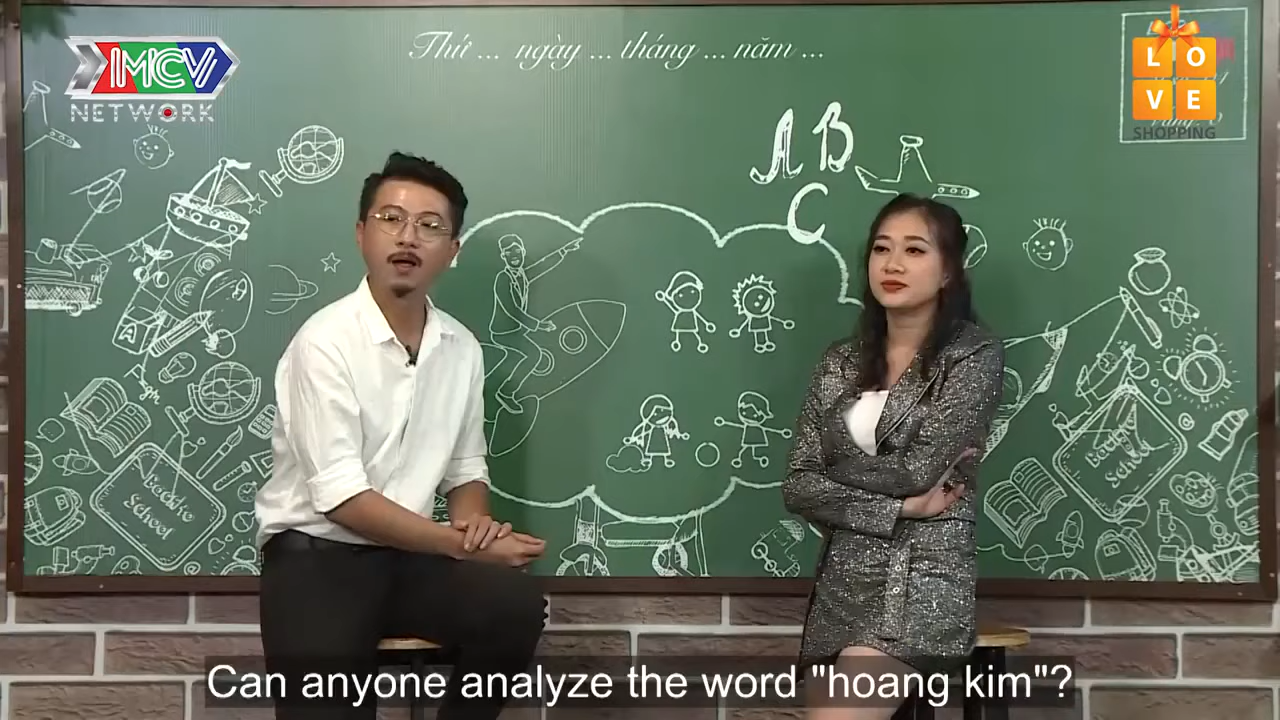 MCV
NETWORK
Thứ ... ngày ... tháng ... năm ...
L O
V E
SHOPPING
A B
C
A
Back to
School
Back to
School
Can anyone analyze the word "hoang kim"?